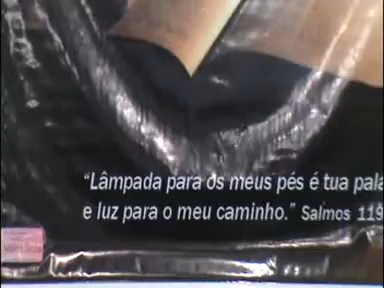 “Lâmpada para os meus pés é tua pala
e luz para o meu caminho.” Salmos 119